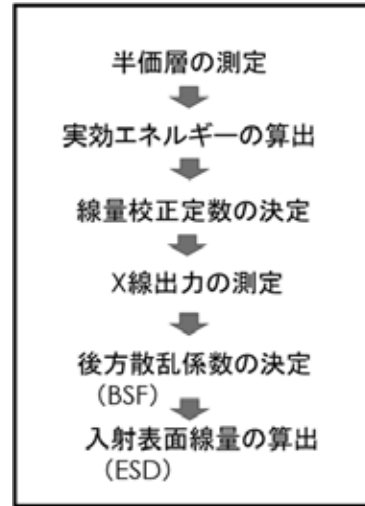 半価層の測定
実効エネルギーの算出
線量校正定数の決定
X線出力の測定
後方散乱係数の決定
(BSF)
入射表面線量の算出
(ESD)